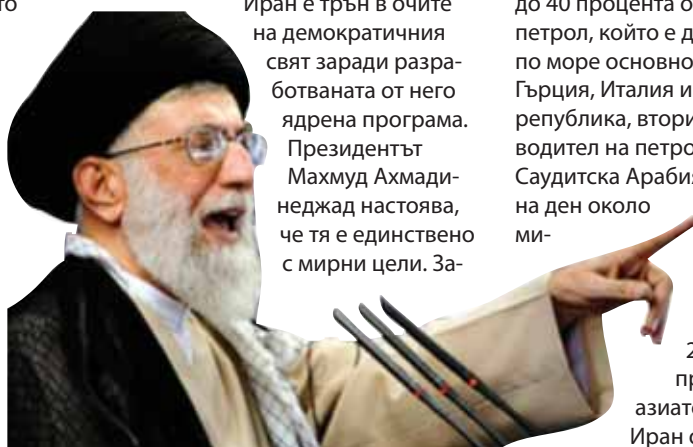 то
Иран е трън в очите
на демократичния
свят заради разра-
ботваната от него
ядрена програма.
Президентът
Махмуд Ахмади-
неджад настоява,
че тя е единствено
с мирни цели. За-
до 40 процента о
петрол, който е д
по море основно
Гърция, Италия и
република, втори
водител на петро
Саудитска Арабия
на ден около
ми-
2
пр
азиатс
Иран с